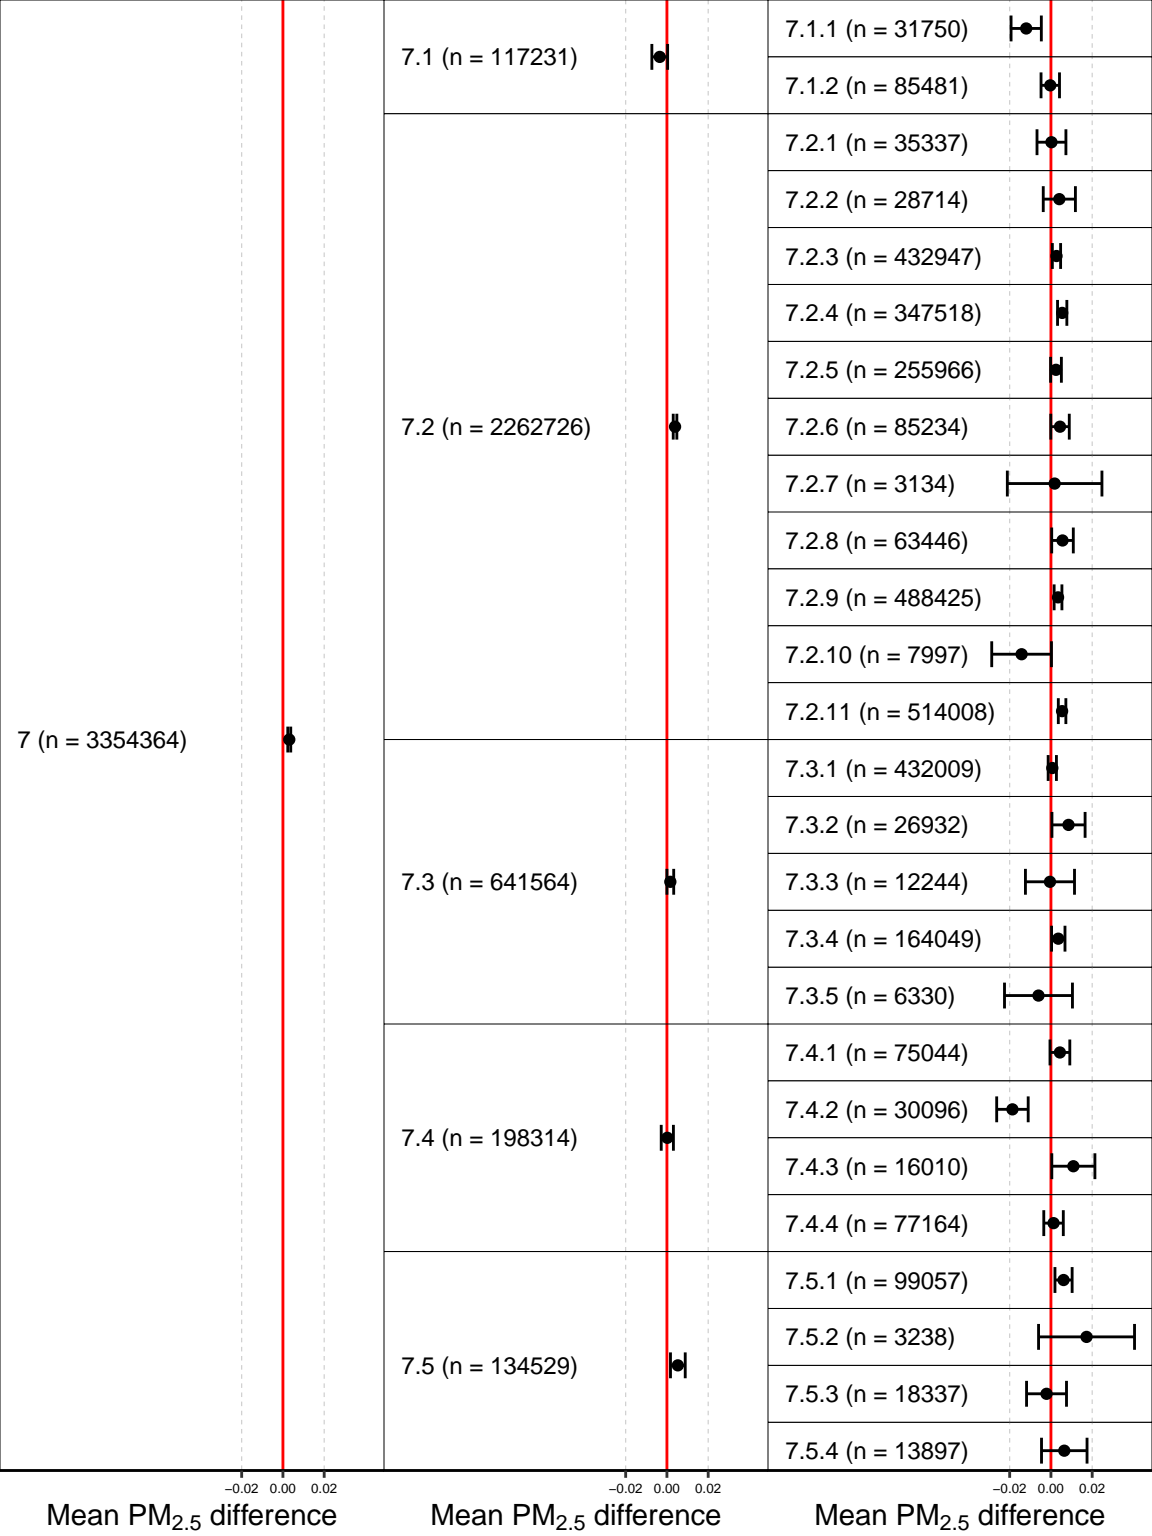 7.1.1 (n = 31750)
7.1 (n = 117231)
7.1.2 (n = 85481)
7.2.1 (n = 35337)
7.2.2 (n = 28714)
7.2.3 (n = 432947)
7.2.4 (n = 347518)
7.2.5 (n = 255966)
7.2 (n = 2262726)
7.2.6 (n = 85234)
7.2.7 (n = 3134)
7.2.8 (n = 63446)
7.2.9 (n = 488425)
7.2.10 (n = 7997)
7.2.11 (n = 514008)
7 (n = 3354364)
7.3.1 (n = 432009)
7.3.2 (n = 26932)
7.3 (n = 641564)
7.3.3 (n = 12244)
7.3.4 (n = 164049)
7.3.5 (n = 6330)
7.4.1 (n = 75044)
7.4.2 (n = 30096)
7.4 (n = 198314)
7.4.3 (n = 16010)
7.4.4 (n = 77164)
7.5.1 (n = 99057)
7.5.2 (n = 3238)
7.5 (n = 134529)
7.5.3 (n = 18337)
7.5.4 (n = 13897)
−0.02 0.00 0.02 −0.02 0.00 0.02 −0.02 0.00 0.02
Mean PM2.5 difference Mean PM2.5 difference Mean PM2.5 difference